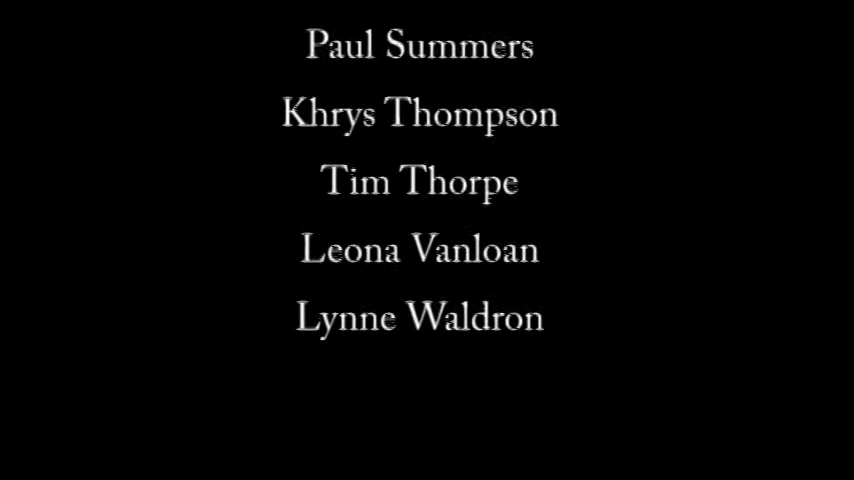 Paul Summers
Khrys Thompson
Tim Thorpe
Leona Vanloan
Lynne Waldron